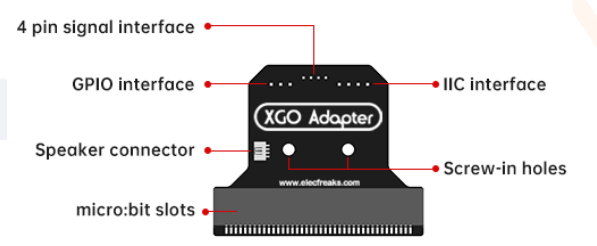 4 pin signal interface
GPIO interface
IIC interface
XGO Adapter
Speaker connector
Screw-in holes
www.elecfreaks.com
micro:bit slots